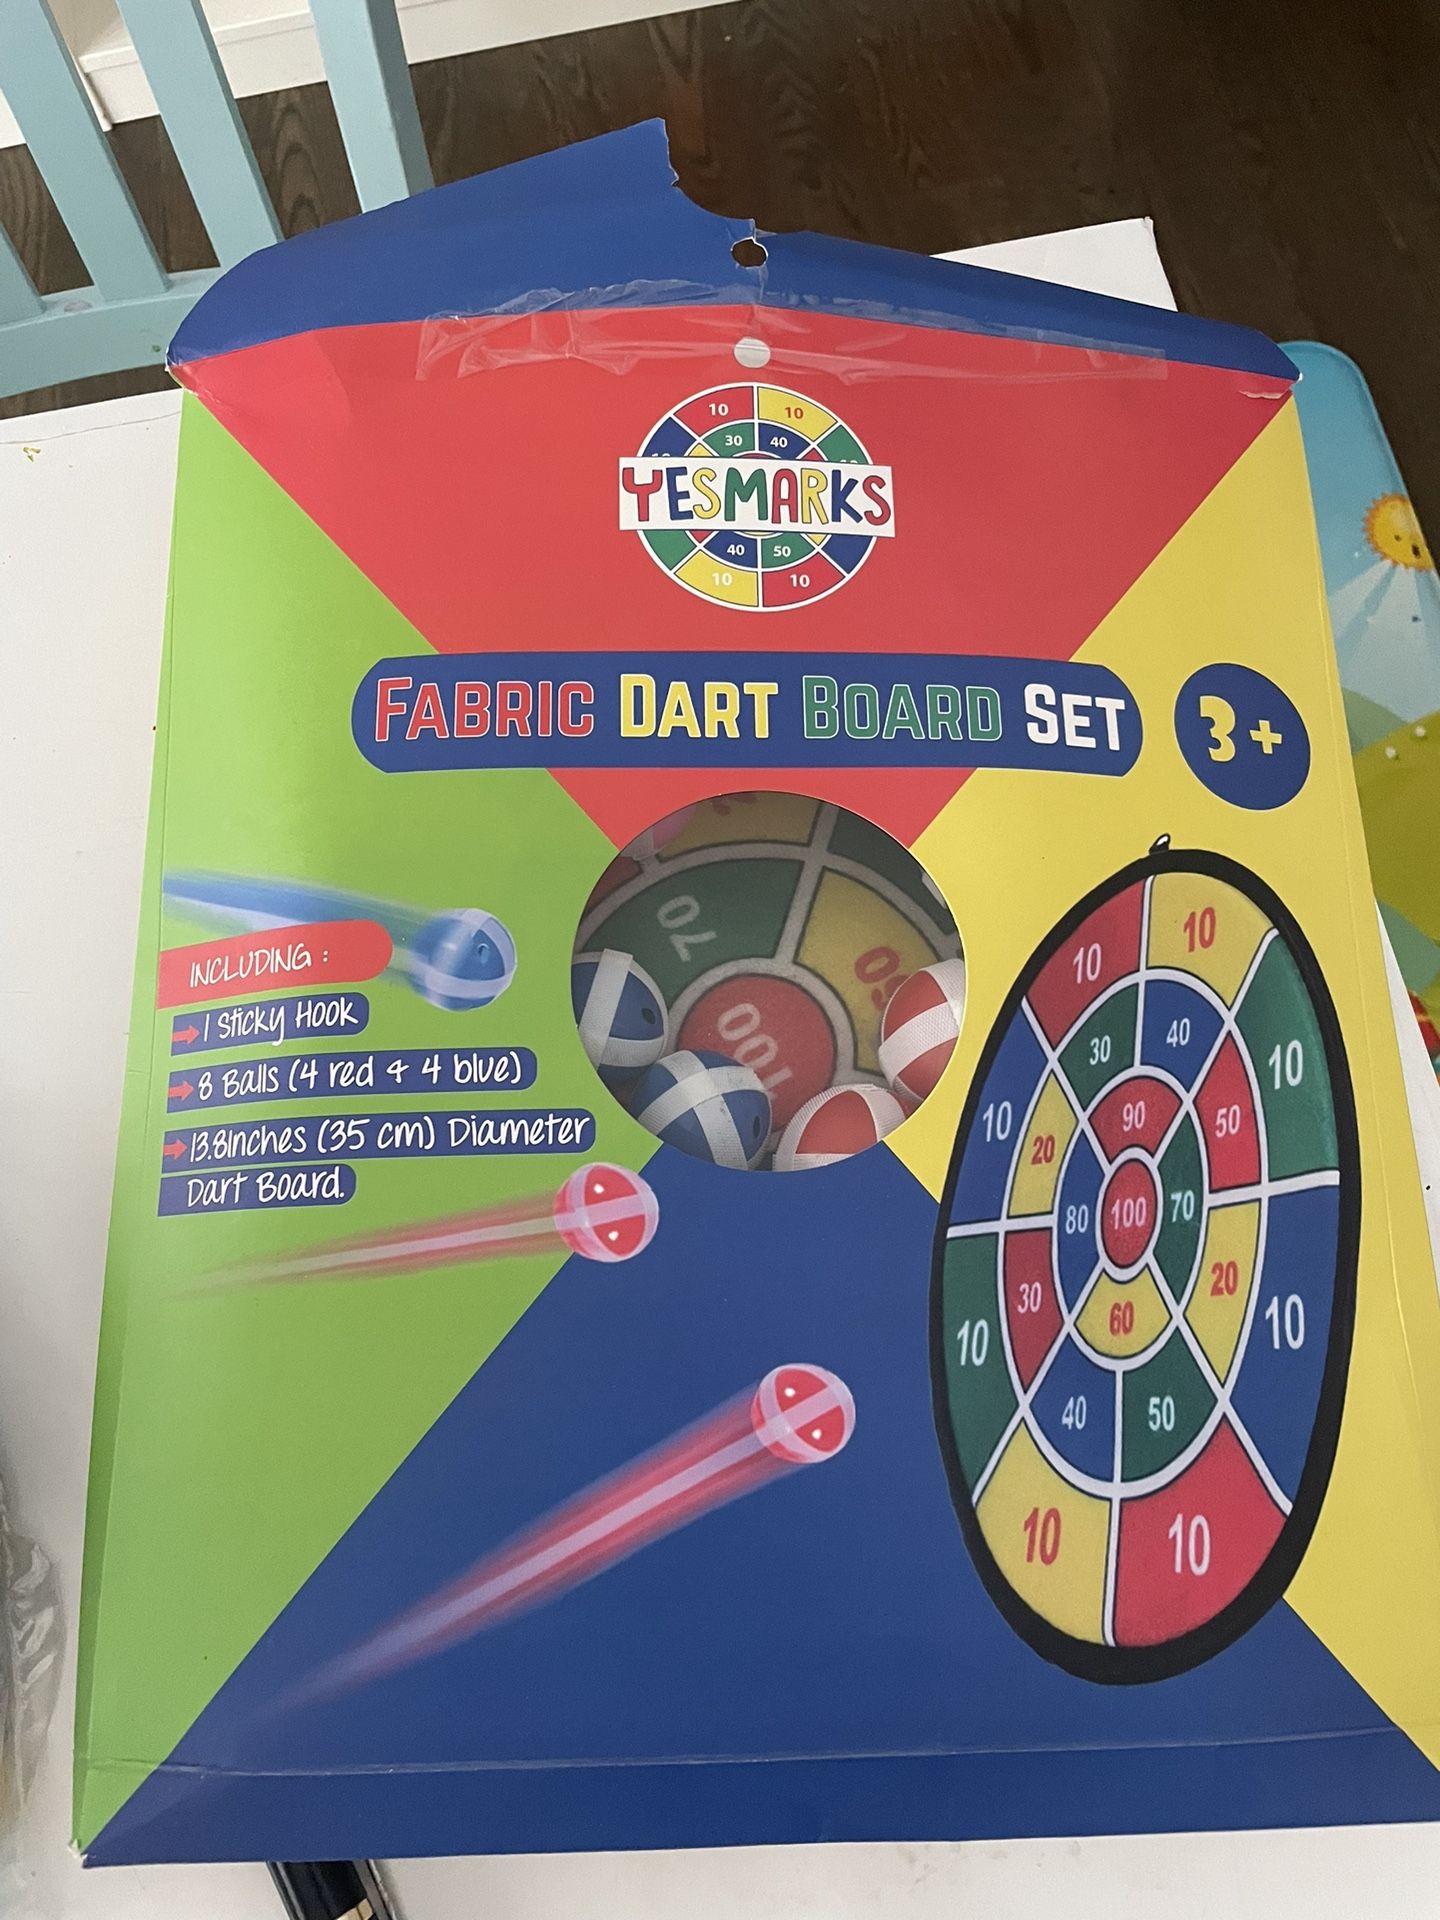 10 10
30 40
YESMARKS
40 50
10 10
FABRIC DART BOARD SET
3+
INCLUDING :
1 Sticky Hook
8 Balls (4 red & 4 blue)
13.8Inches (35 cm) Diameter
Dart Board.
70
60
100
10 10
10 30 40 10
10 20 90 50
80 100 70
10 30 60 20 10
40 50
10 10